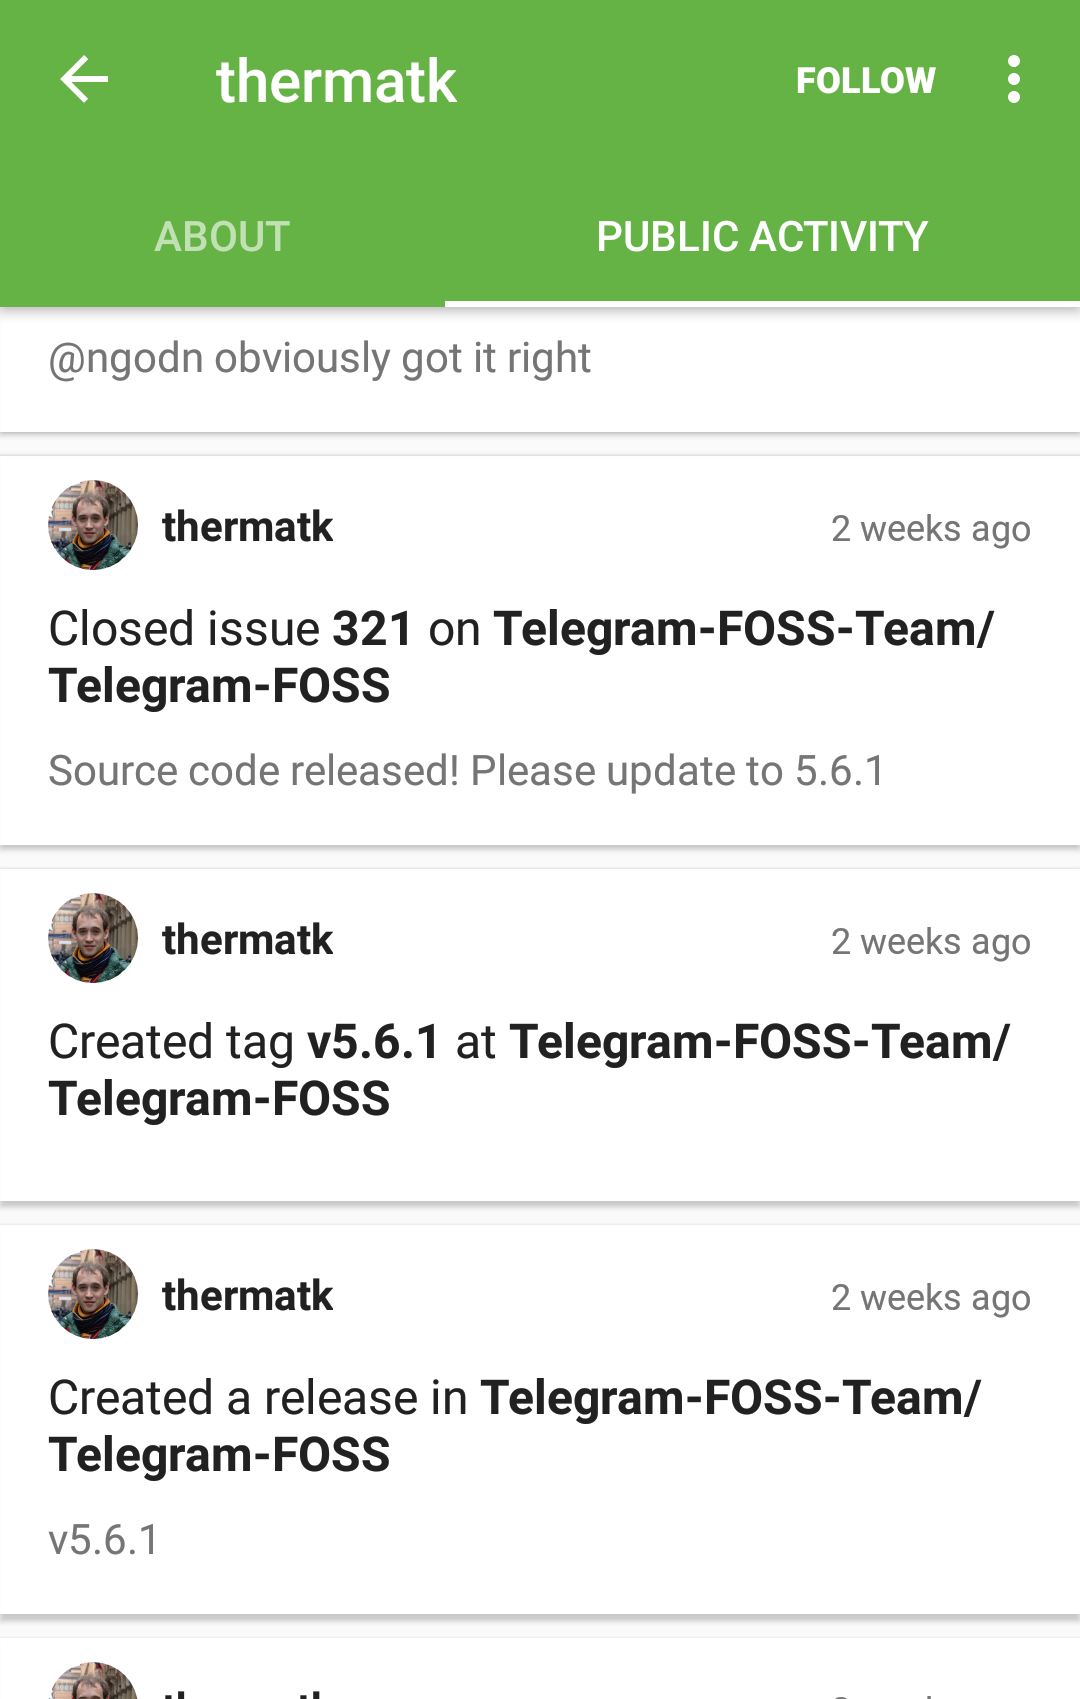 thermatk
FOLLOW
ABOUT
PUBLIC ACTIVITY
@ngodn obviously got it right
thermatk
2 weeks ago
Closed issue 321 on Telegram-FOSS-Team/
Telegram-FOSS
Source code released! Please update to 5.6.1
thermatk
2 weeks ago
Created tag v5.6.1 at Telegram-FOSS-Team/
Telegram-FOSS
thermatk
2 weeks ago
Created a release in Telegram-FOSS-Team/
Telegram-FOSS
v5.6.1